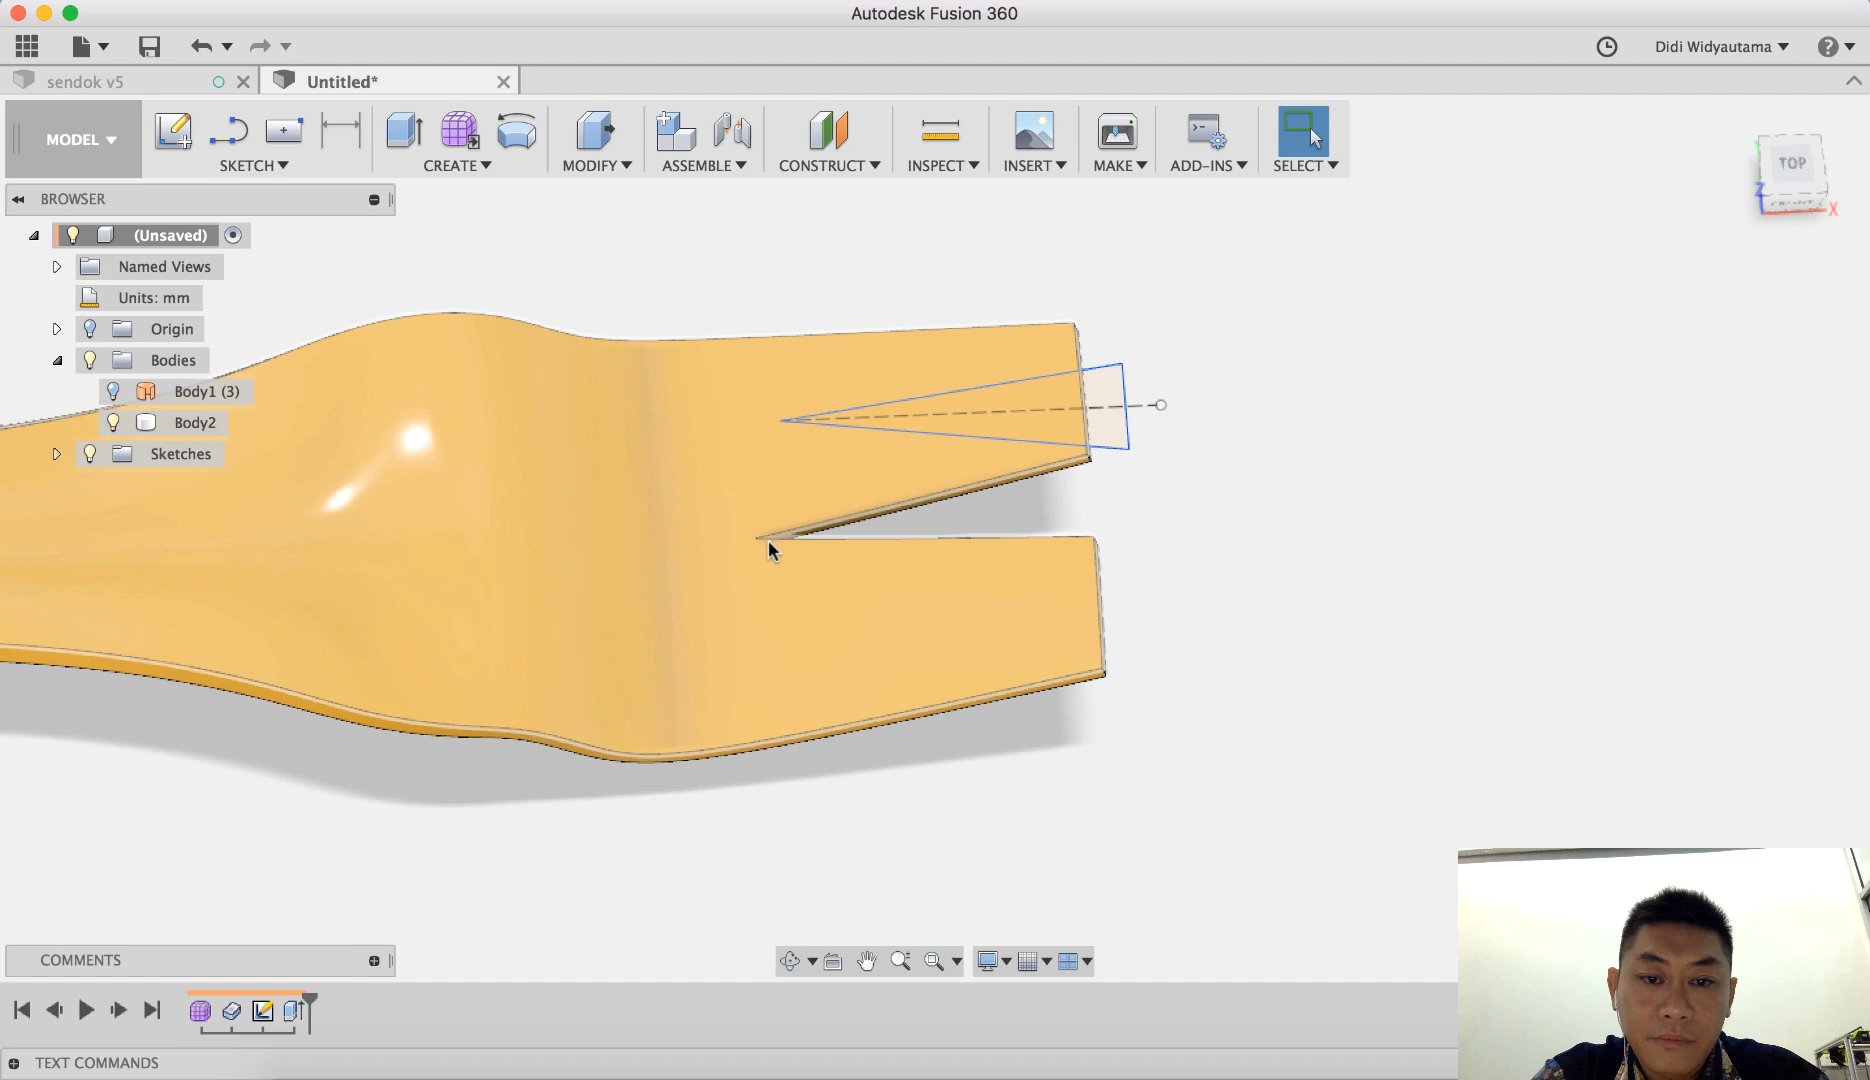 Autodesk Fusion 360
Didi Widyautama
sendok v5
Untitled*
MODEL
SKETCH
CREATE
MODIFY
ASSEMBLE
CONSTRUCT
INSPECT
INSERT
MAKE
ADD-INS
SELECT
TOP
Z
X
BROWSER
(Unsaved)
Named Views
Units: mm
Origin
Bodies
Body1 (3)
Body2
Sketches
COMMENTS
TEXT COMMANDS